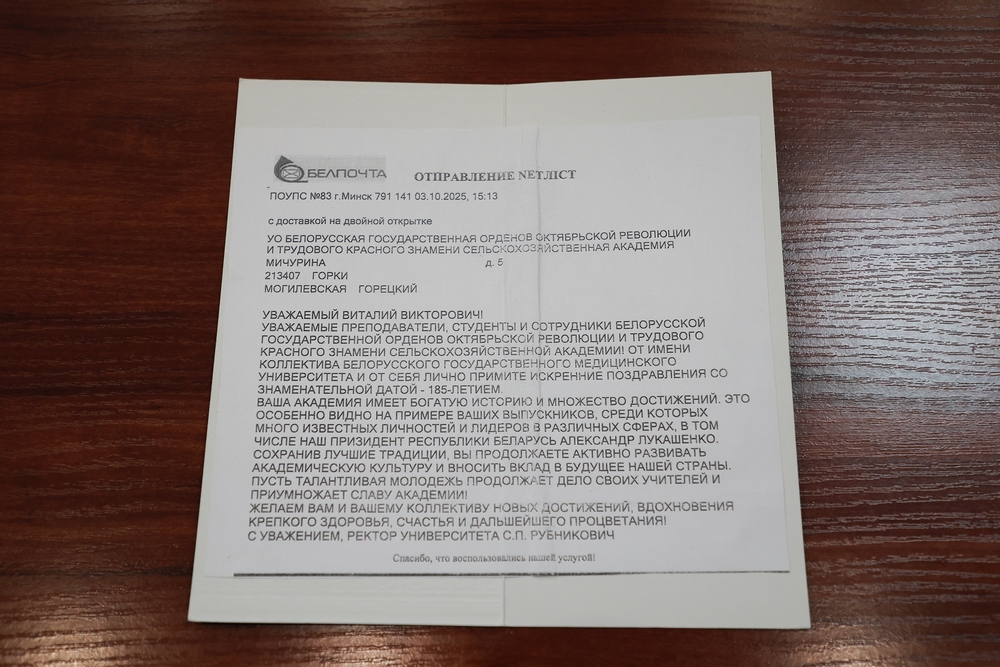 БЕЛПОЧТА
ОТПРАВЛЕНИЕ NETЛIСТ
ПОУПС №83 г.Минск 791 141 03.10.2025, 15:13
с доставкой на двойной открытке
УО БЕЛОРУССКАЯ ГОСУДАРСТВЕННАЯ ОРДЕНОВ ОКТЯБРЬСКОЙ РЕВОЛЮЦИИ
И ТРУДОВОГО КРАСНОГО ЗНАМЕНИ СЕЛЬСКОХОЗЯЙСТВЕННАЯ АКАДЕМИЯ
МИЧУРИНА д. 5
213407 ГОРКИ
МОГИЛЕВСКАЯ ГОРЕЦКИЙ
УВАЖАЕМЫЙ ВИТАЛИЙ ВИКТОРОВИЧ!
УВАЖАЕМЫЕ ПРЕПОДАВАТЕЛИ, СТУДЕНТЫ И СОТРУДНИКИ БЕЛОРУССКОЙ
ГОСУДАРСТВЕННОЙ ОРДЕНОВ ОКТЯБРЬСКОЙ РЕВОЛЮЦИИ И ТРУДОВОГО
КРАСНОГО ЗНАМЕНИ СЕЛЬСКОХОЗЯЙСТВЕННОЙ АКАДЕМИИ! ОТ ИМЕНИ
КОЛЛЕКТИВА БЕЛОРУССКОГО ГОСУДАРСТВЕННОГО МЕДИЦИНСКОГО
УНИВЕРСИТЕТА И ОТ СЕБЯ ЛИЧНО ПРИМИТЕ ИСКРЕННИЕ ПОЗДРАВЛЕНИЯ СО
ЗНАМЕНАТЕЛЬНОЙ ДАТОЙ - 185-ЛЕТИЕМ.
ВАША АКАДЕМИЯ ИМЕЕТ БОГАТУЮ ИСТОРИЮ И МНОЖЕСТВО ДОСТИЖЕНИЙ. ЭТО
ОСОБЕННО ВИДНО НА ПРИМЕРЕ ВАШИХ ВЫПУСКНИКОВ, СРЕДИ КОТОРЫХ
МНОГО ИЗВЕСТНЫХ ЛИЧНОСТЕЙ И ЛИДЕРОВ В РАЗЛИЧНЫХ СФЕРАХ, В ТОМ
ЧИСЛЕ НАШ ПРИЗИДЕНТ РЕСПУБЛИКИ БЕЛАРУСЬ АЛЕКСАНДР ЛУКАШЕНКО.
СОХРАНИВ ЛУЧШИЕ ТРАДИЦИИ, ВЫ ПРОДОЛЖАЕТЕ АКТИВНО РАЗВИВАТЬ
АКАДЕМИЧЕСКУЮ КУЛЬТУРУ И ВНОСИТЬ ВКЛАД В БУДУЩЕЕ НАШЕЙ СТРАНЫ.
ПУСТЬ ТАЛАНТЛИВАЯ МОЛОДЕЖЬ ПРОДОЛЖАЕТ ДЕЛО СВОИХ УЧИТЕЛЕЙ И
ПРИУМНОЖАЕТ СЛАВУ АКАДЕМИИ!
ЖЕЛАЕМ ВАМ И ВАШЕМУ КОЛЛЕКТИВУ НОВЫХ ДОСТИЖЕНИЙ, ВДОХНОВЕНИЯ
КРЕПКОГО ЗДОРОВЬЯ, СЧАСТЬЯ И ДАЛЬШЕЙШЕГО ПРОЦВЕТАНИЯ!
С УВАЖЕНИЕМ, РЕКТОР УНИВЕРСИТЕТА С.П. РУБНИКОВИЧ
Спасибо, что воспользовались нашей услугой!